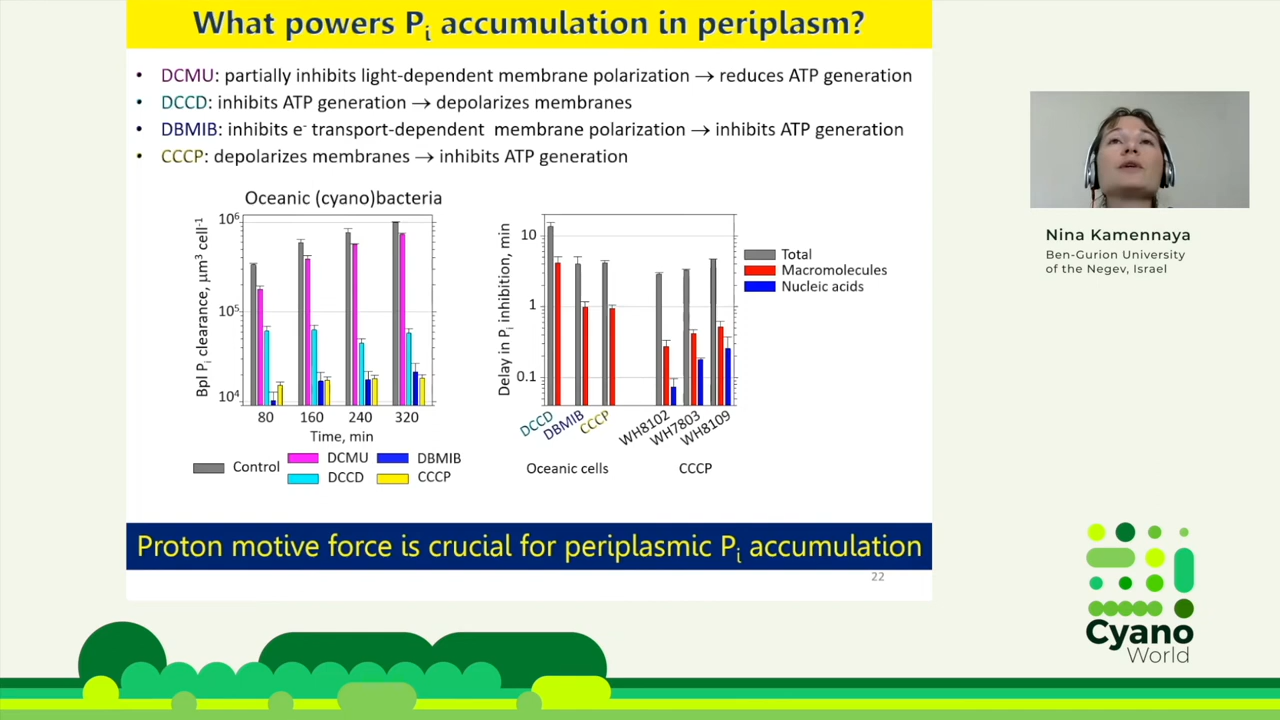 What powers Pi accumulation in periplasm?
• DCMU: partially inhibits light-dependent membrane polarization → reduces ATP generation
• DCCD: inhibits ATP generation → depolarizes membranes
• DBMIB: inhibits e- transport-dependent membrane polarization → inhibits ATP generation
• CCCP: depolarizes membranes → inhibits ATP generation
Oceanic (cyano)bacteria
Bpl Pi clearance, µm³ cell⁻¹
10⁶
10⁵
10⁴
80 160 240 320
Time, min
Control
DCMU
DBMIB
DCCD
CCCP
Delay in Pi inhibition, min
10
1
0.1
DCCD
DBMIB
CCCP
WH8102
WH7803
WH8109
Oceanic cells
CCCP
Total
Macromolecules
Nucleic acids
Proton motive force is crucial for periplasmic Pi accumulation
22
Nina Kamennaya
Ben-Gurion University
of the Negev, Israel
Cyano
World